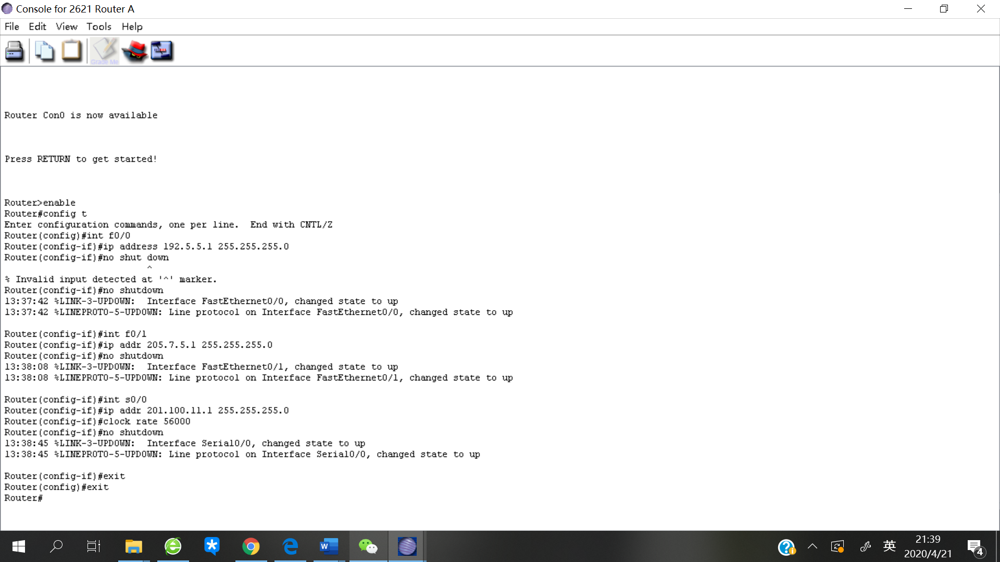 Console for 2621 Router A
File Edit View Tools Help
Grade Me
Router Con0 is now available
Press RETURN to get started!
Router>enable
Router#config t
Enter configuration commands, one per line.  End with CNTL/Z
Router(config)#int f0/0
Router(config-if)#ip address 192.5.5.1 255.255.255.0
Router(config-if)#no shut down
^
% Invalid input detected at '^' marker.
Router(config-if)#no shutdown
13:37:42 %LINK-3-UPDOWN:  Interface FastEthernet0/0, changed state to up
13:37:42 %LINEPROTO-5-UPDOWN: Line protocol on Interface FastEthernet0/0, changed state to up
Router(config-if)#int f0/1
Router(config-if)#ip addr 205.7.5.1 255.255.255.0
Router(config-if)#no shutdown
13:38:08 %LINK-3-UPDOWN:  Interface FastEthernet0/1, changed state to up
13:38:08 %LINEPROTO-5-UPDOWN: Line protocol on Interface FastEthernet0/1, changed state to up
Router(config-if)#int s0/0
Router(config-if)#ip addr 201.100.11.1 255.255.255.0
Router(config-if)#clock rate 56000
Router(config-if)#no shutdown
13:38:45 %LINK-3-UPDOWN:  Interface Serial0/0, changed state to up
13:38:45 %LINEPROTO-5-UPDOWN: Line protocol on Interface Serial0/0, changed state to up
Router(config-if)#exit
Router(config)#exit
Router#
英
21:39
2020/4/21
4